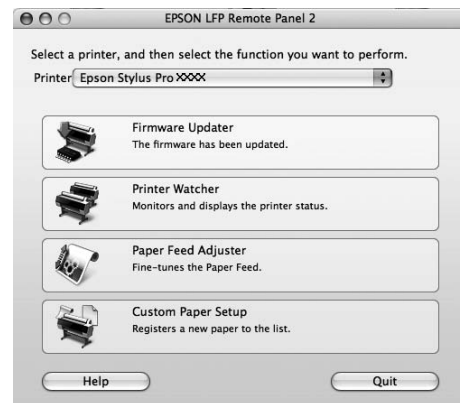 EPSON LFP Remote Panel 2
Select a printer, and then select the function you want to perform.
Printer Epson Stylus Pro XXXX
Firmware Updater
The firmware has been updated.
Printer Watcher
Monitors and displays the printer status.
Paper Feed Adjuster
Fine-tunes the Paper Feed.
Custom Paper Setup
Registers a new paper to the list.
Help Quit